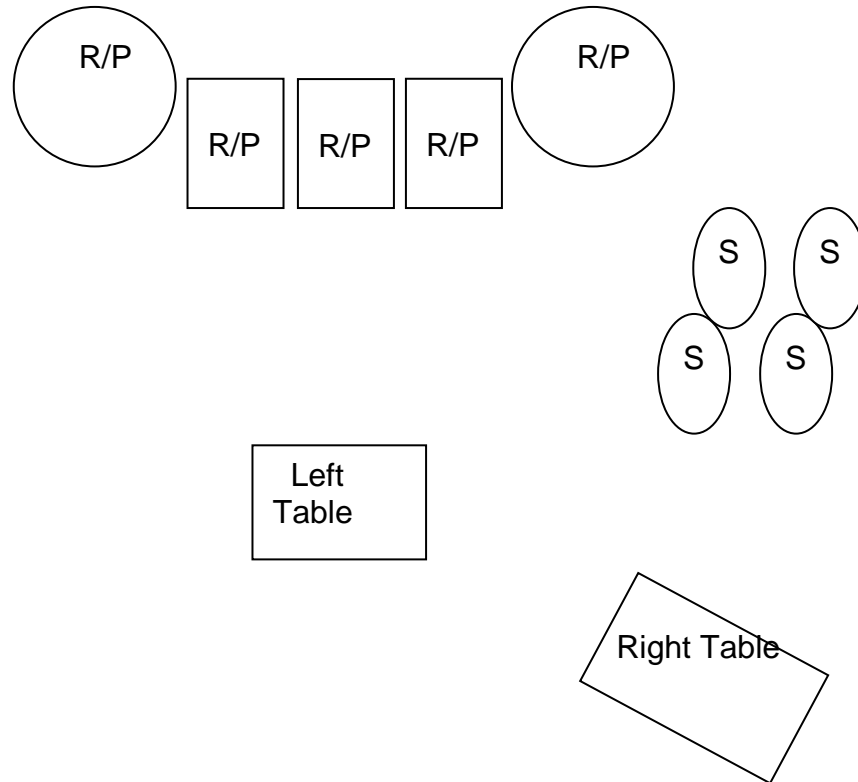 R/P R/P
R/P R/P R/P
S S
S S
Left
Table
Right Table